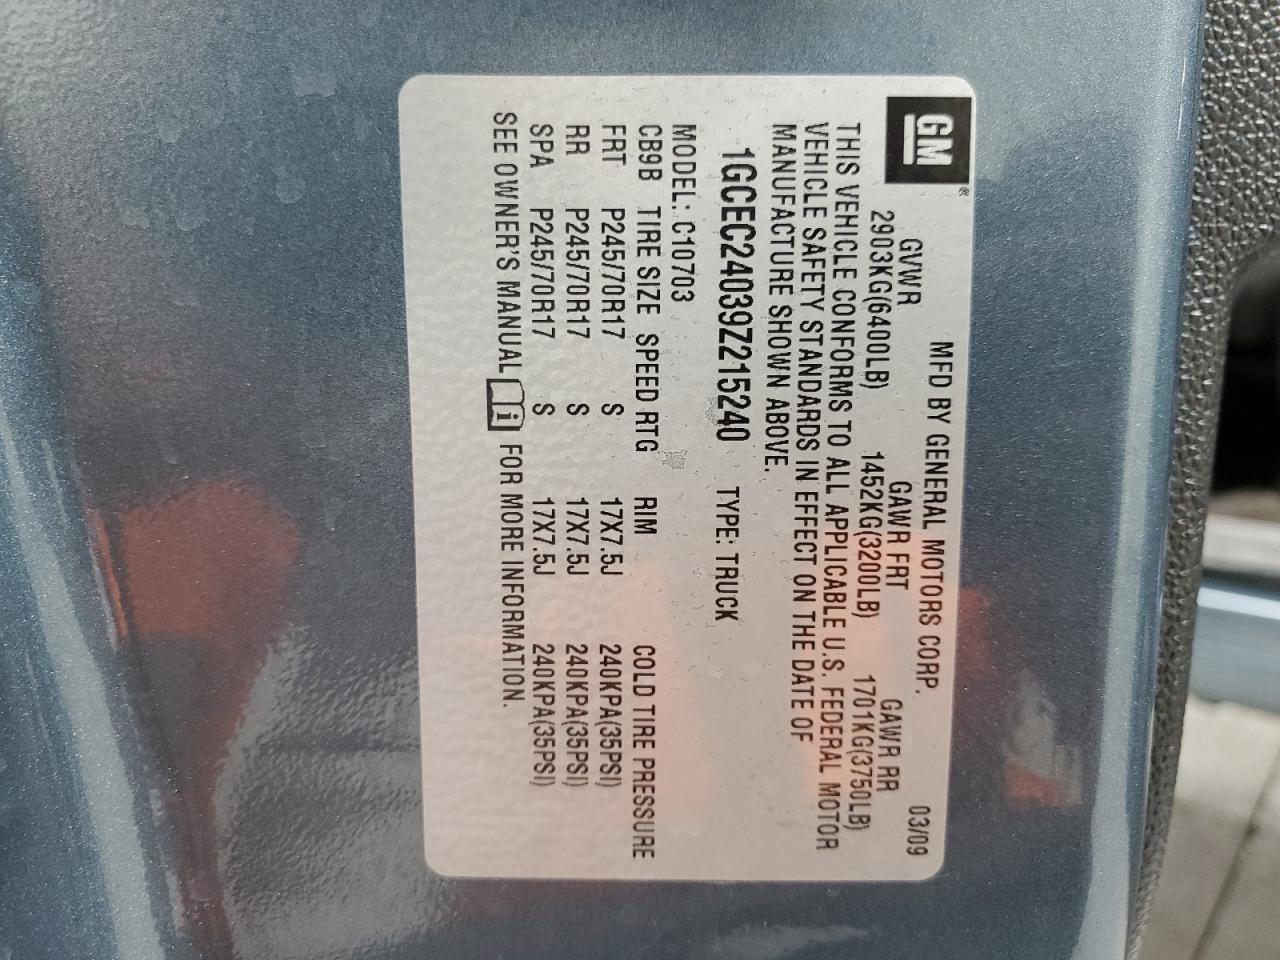 GM®
MFD BY GENERAL MOTORS CORP. 03/09
GVWR GAWR FRT GAWR RR
2903KG(6400LB) 1452KG(3200LB) 1701KG(3750LB)
THIS VEHICLE CONFORMS TO ALL APPLICABLE U.S. FEDERAL MOTOR
VEHICLE SAFETY STANDARDS IN EFFECT ON THE DATE OF
MANUFACTURE SHOWN ABOVE.
1GCEC24039Z215240 TYPE: TRUCK
MODEL: C10703
CB9B TIRE SIZE SPEED RTG RIM COLD TIRE PRESSURE
FRT P245/70R17 S 17X7.5J 240KPA(35PSI)
RR P245/70R17 S 17X7.5J 240KPA(35PSI)
SPA P245/70R17 S 17X7.5J 240KPA(35PSI)
SEE OWNER'S MANUAL i FOR MORE INFORMATION.